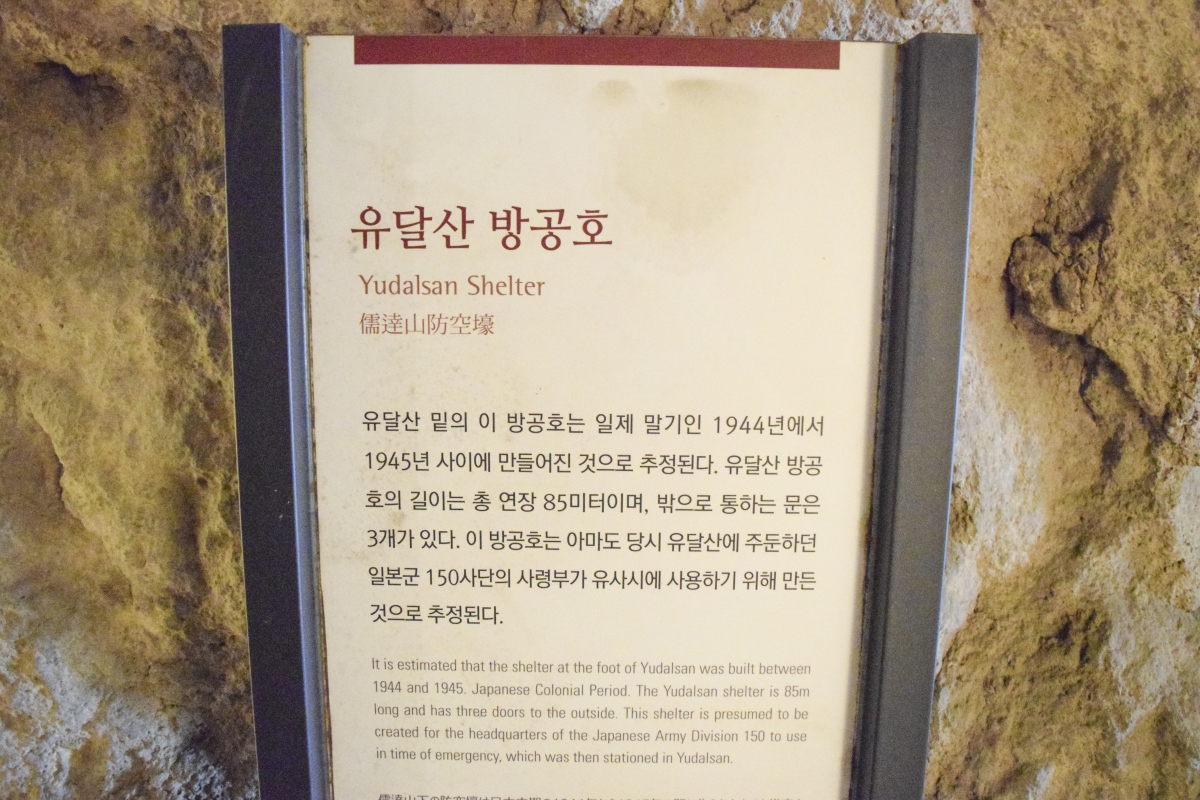 유달산 방공호
Yudalsan Shelter
儒達山防空壕
유달산 밑의 이 방공호는 일제 말기인 1944년에서
1945년 사이에 만들어진 것으로 추정된다. 유달산 방공
호의 길이는 총 연장 85미터이며, 밖으로 통하는 문은
3개가 있다. 이 방공호는 아마도 당시 유달산에 주둔하던
일본군 150사단의 사령부가 유사시에 사용하기 위해 만든
것으로 추정된다.
It is estimated that the shelter at the foot of Yudalsan was built between
1944 and 1945. Japanese Colonial Period. The Yudalsan shelter is 85m
long and has three doors to the outside. This shelter is presumed to be
created for the headquarters of the Japanese Army Division 150 to use
in time of emergency, which was then stationed in Yudalsan.